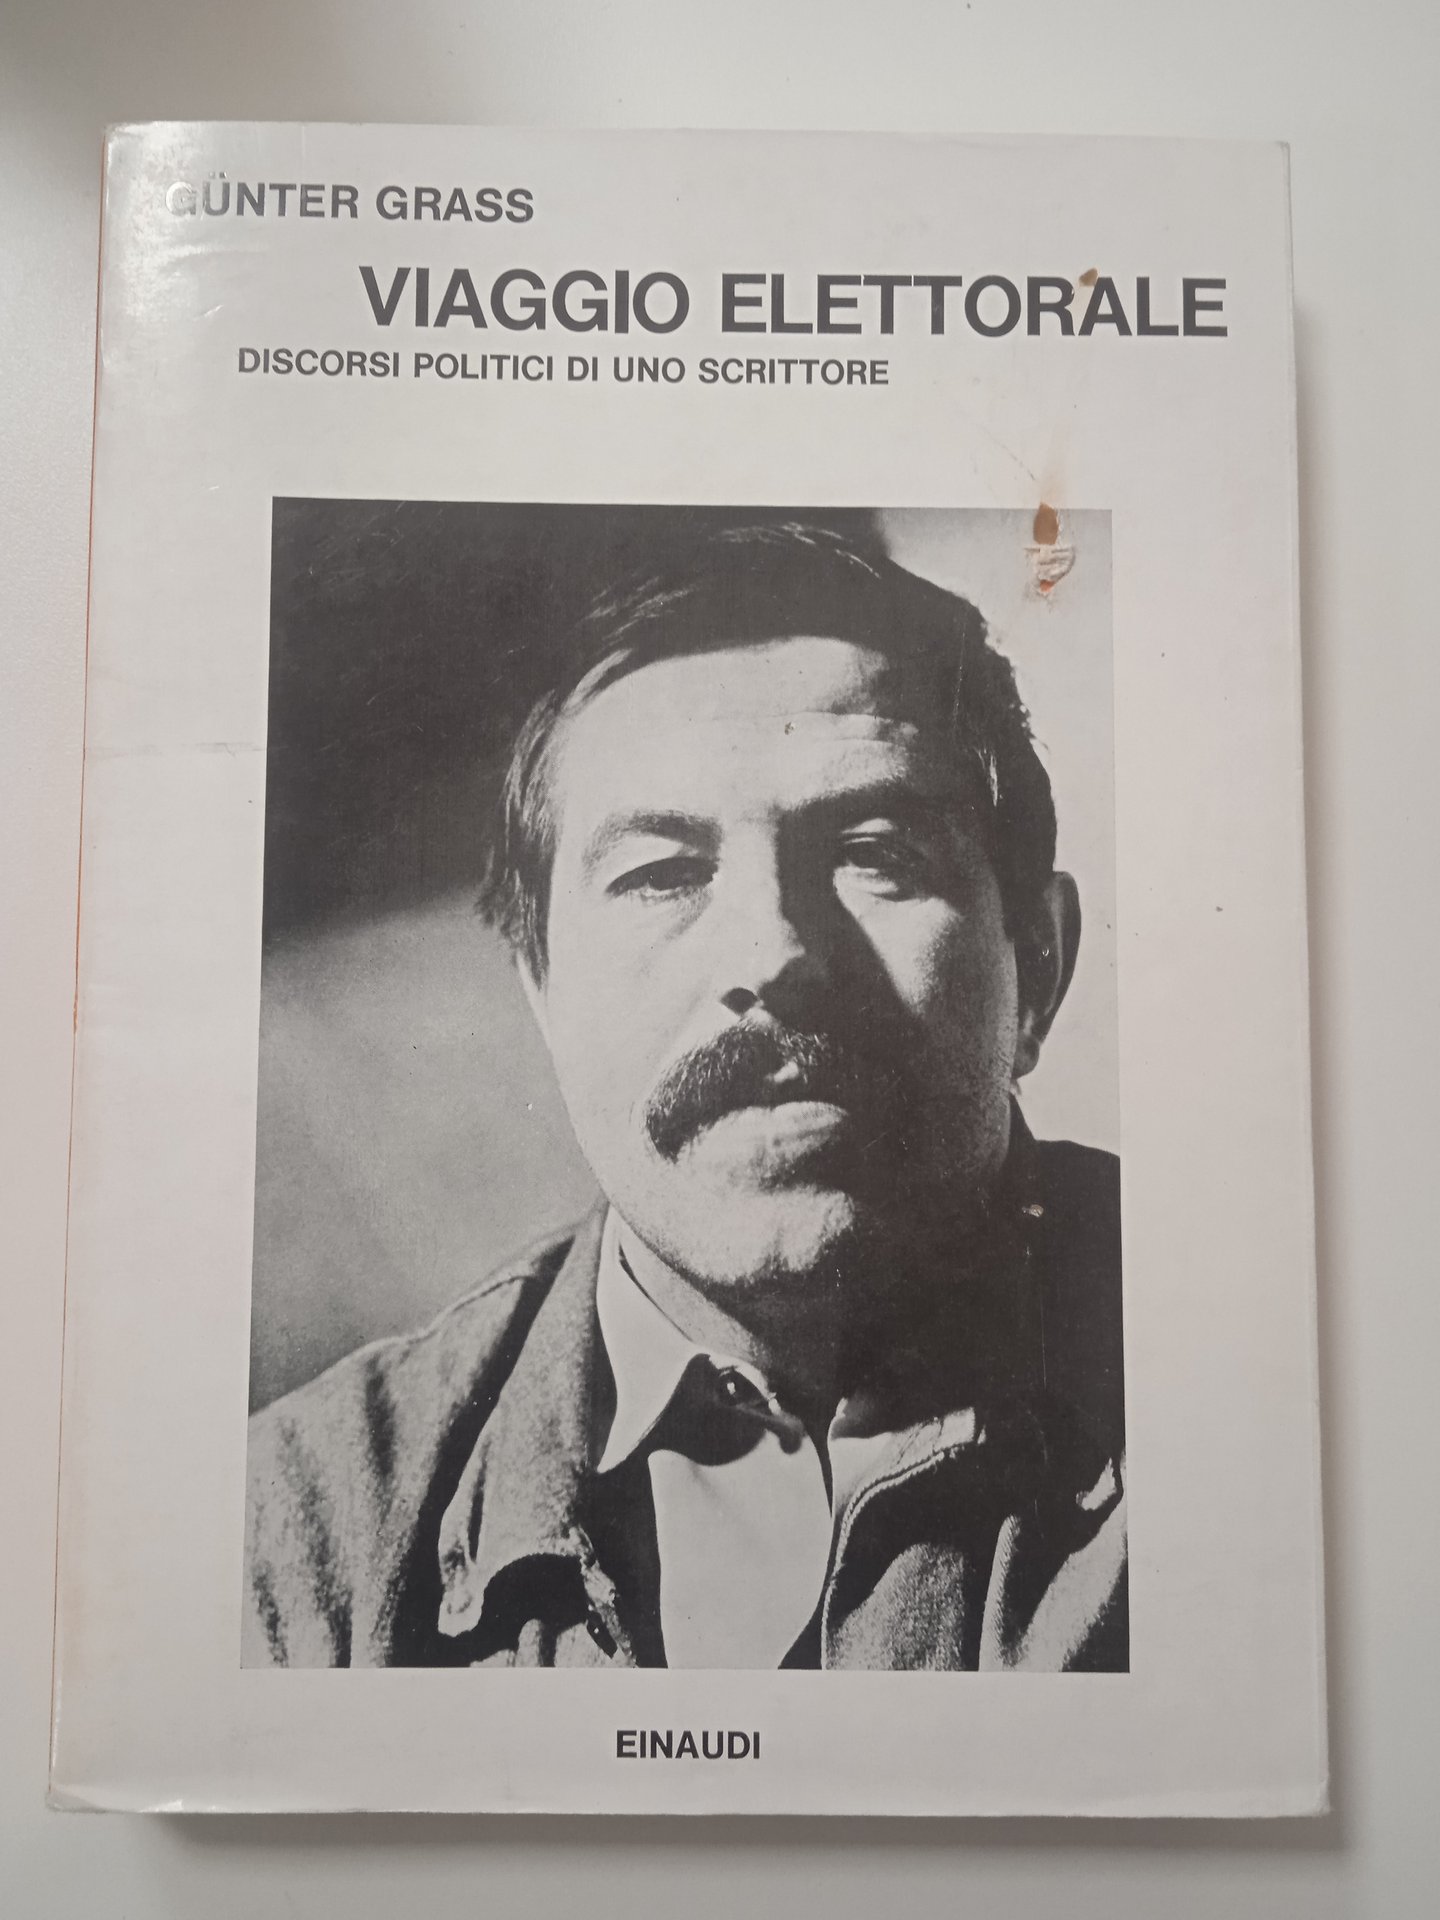 GÜNTER GRASS
VIAGGIO ELETTORALE
DISCORSI POLITICI DI UNO SCRITTORE
EINAUDI